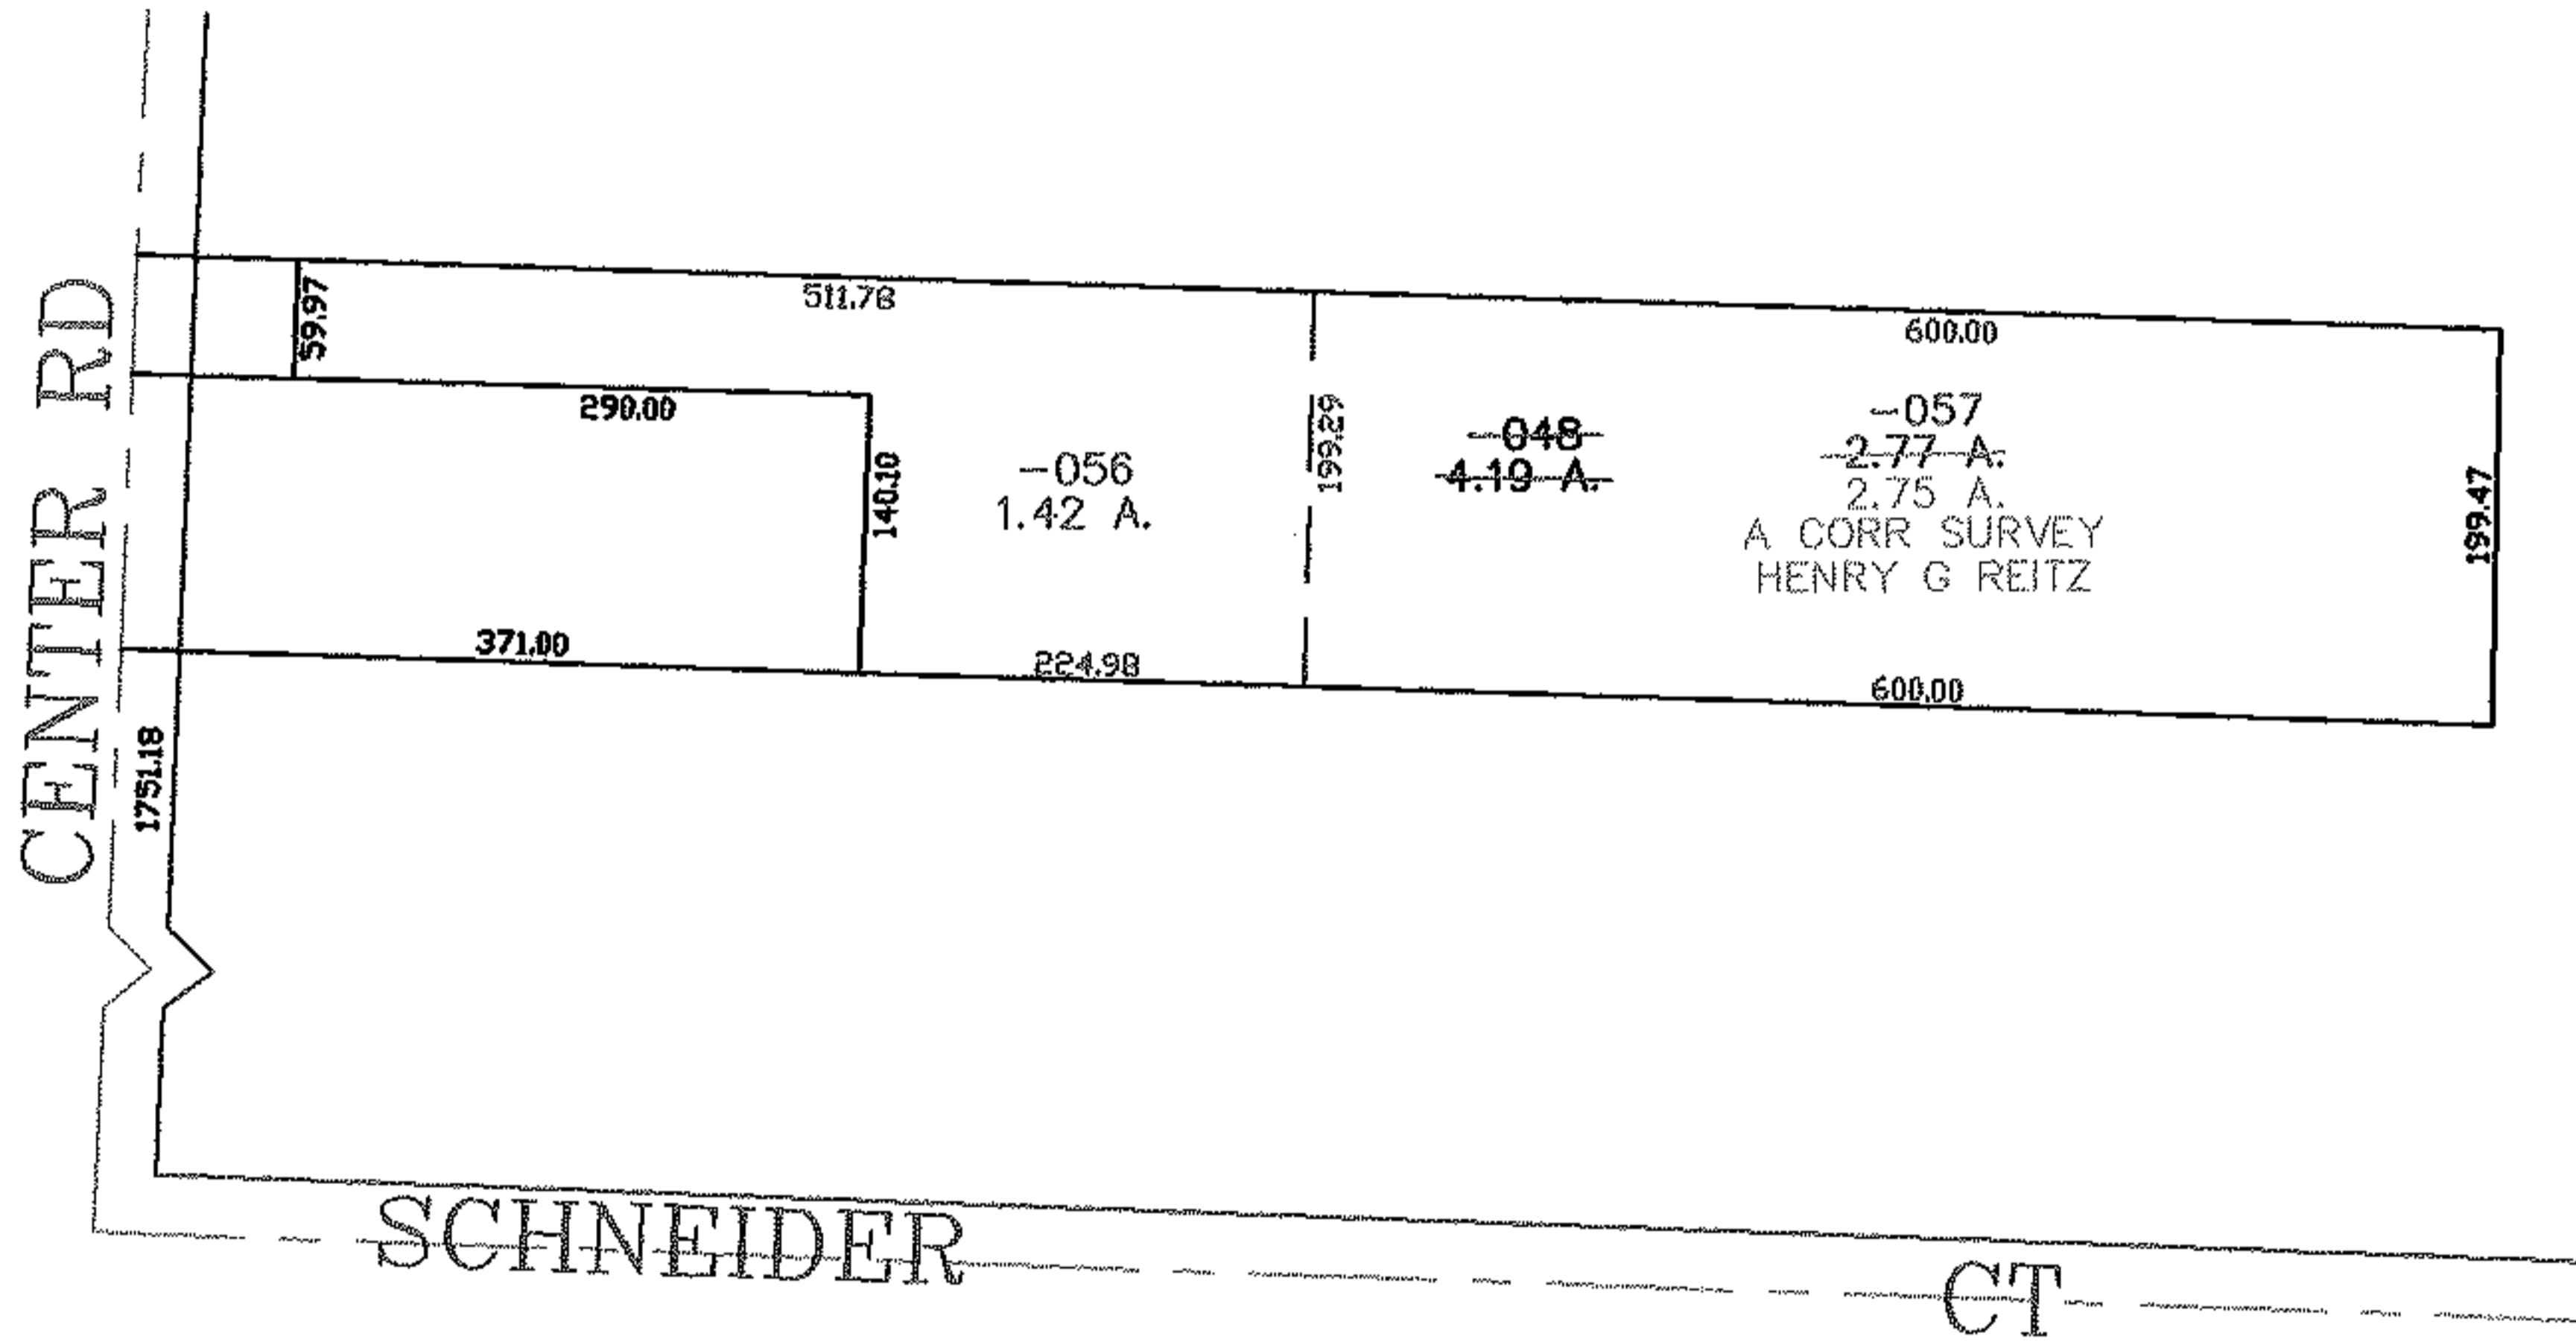 CENTER RD
59.97
511.78
600.00
290.00
140.10
-056
1.42 A.
199.29
-048
4.19 A.
-057
2.77 A.
2.75 A.
A CORR SURVEY
HENRY G REITZ
199.47
371.00
224.98
600.00
1751.18
SCHNEIDER CT